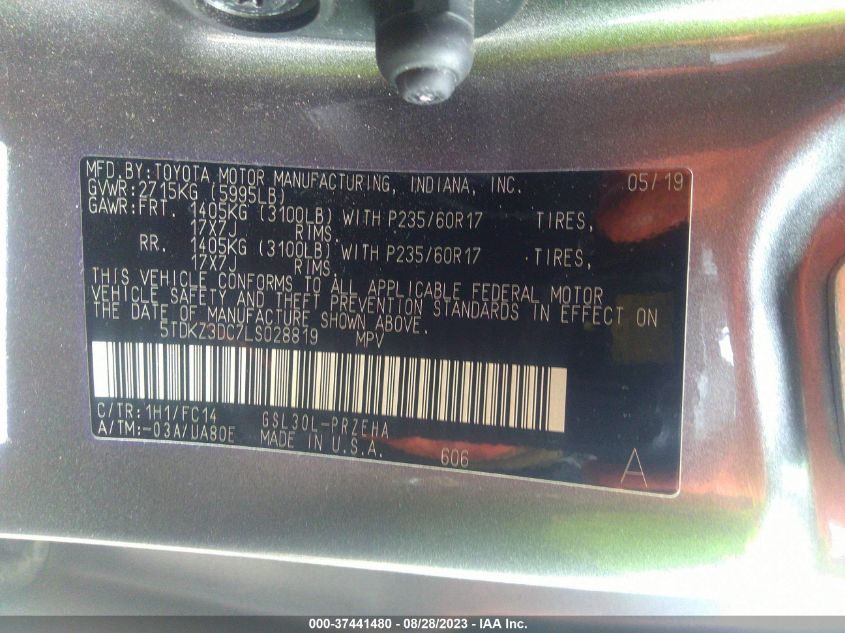 MFD.BY:TOYOTA MOTOR MANUFACTURING, INDIANA, INC. 05/19
GVWR:2715KG (5995LB)
GAWR:FRT. 1405KG (3100LB) WITH P235/60R17 TIRES,
17X7J RIMS.
RR. 1405KG (3100LB) WITH P235/60R17 TIRES,
17X7J RIMS.
THIS VEHICLE CONFORMS TO ALL APPLICABLE FEDERAL MOTOR
VEHICLE SAFETY AND THEFT PREVENTION STANDARDS IN EFFECT ON
THE DATE OF MANUFACTURE SHOWN ABOVE.
5TDKZ3DC7LS028819 MPV
C/TR:1H1/FC14 GSL30L-PRZEHA
A/TM:-03A/UA80E MADE IN U.S.A. 606 A
000-37441480 - 08/28/2023 - IAA Inc.